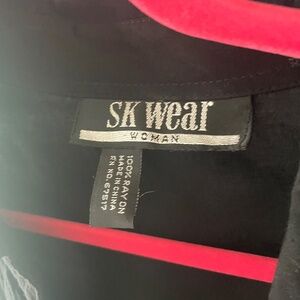 SK Wear
WOMAN
100% RAYON
MADE IN CHINA
RN NO. 67517